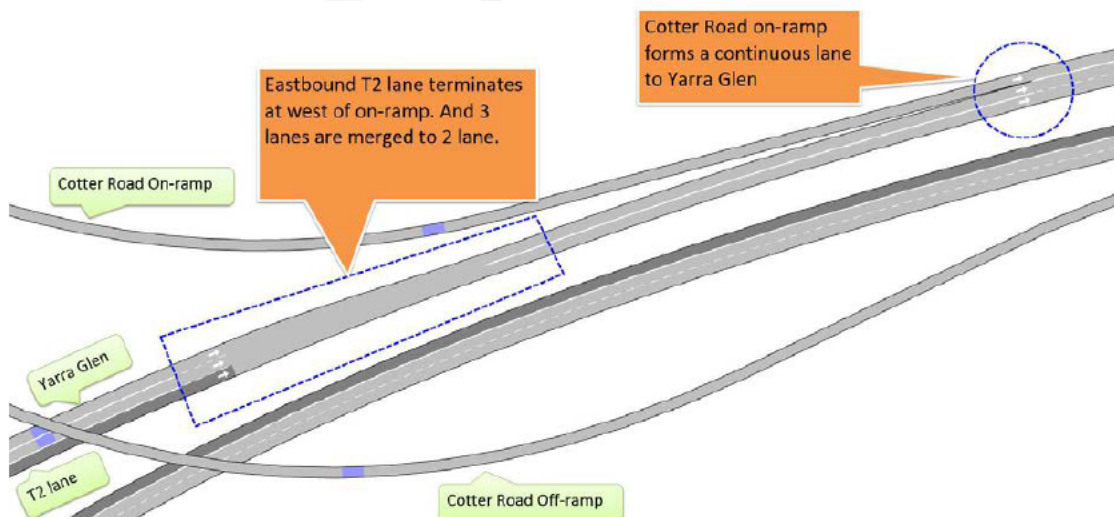 Cotter Road on-ramp
forms a continuous lane
to Yarra Glen
Eastbound T2 lane terminates
at west of on-ramp. And 3
lanes are merged to 2 lane.
Cotter Road On-ramp
Yarra Glen
T2 lane
Cotter Road Off-ramp